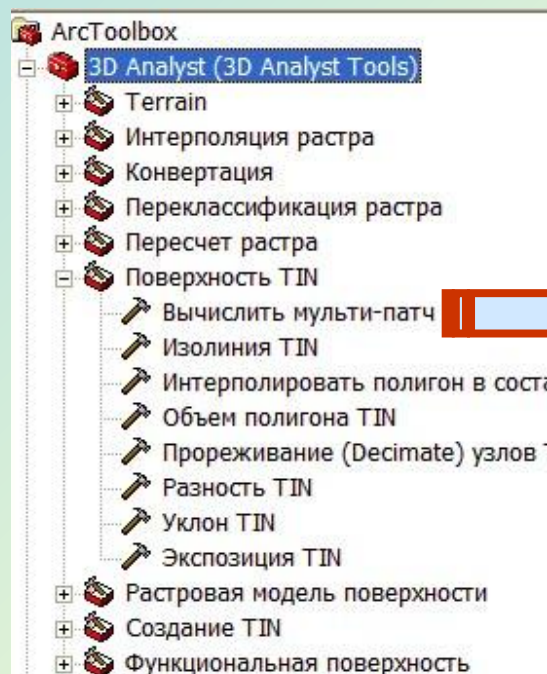 ArcToolbox
3D Analyst (3D Analyst Tools)
Terrain
Интерполяция растра
Конвертация
Переклассификация растра
Пересчет растра
Поверхность TIN
Вычислить мульти-патч
Изолиния TIN
Интерполировать полигон в
Объем полигона TIN
Прореживание (Decimate) узлов
Разность TIN
Уклон TIN
Экспозиция TIN
Растровая модель поверхности
Создание TIN
Функциональная поверхность